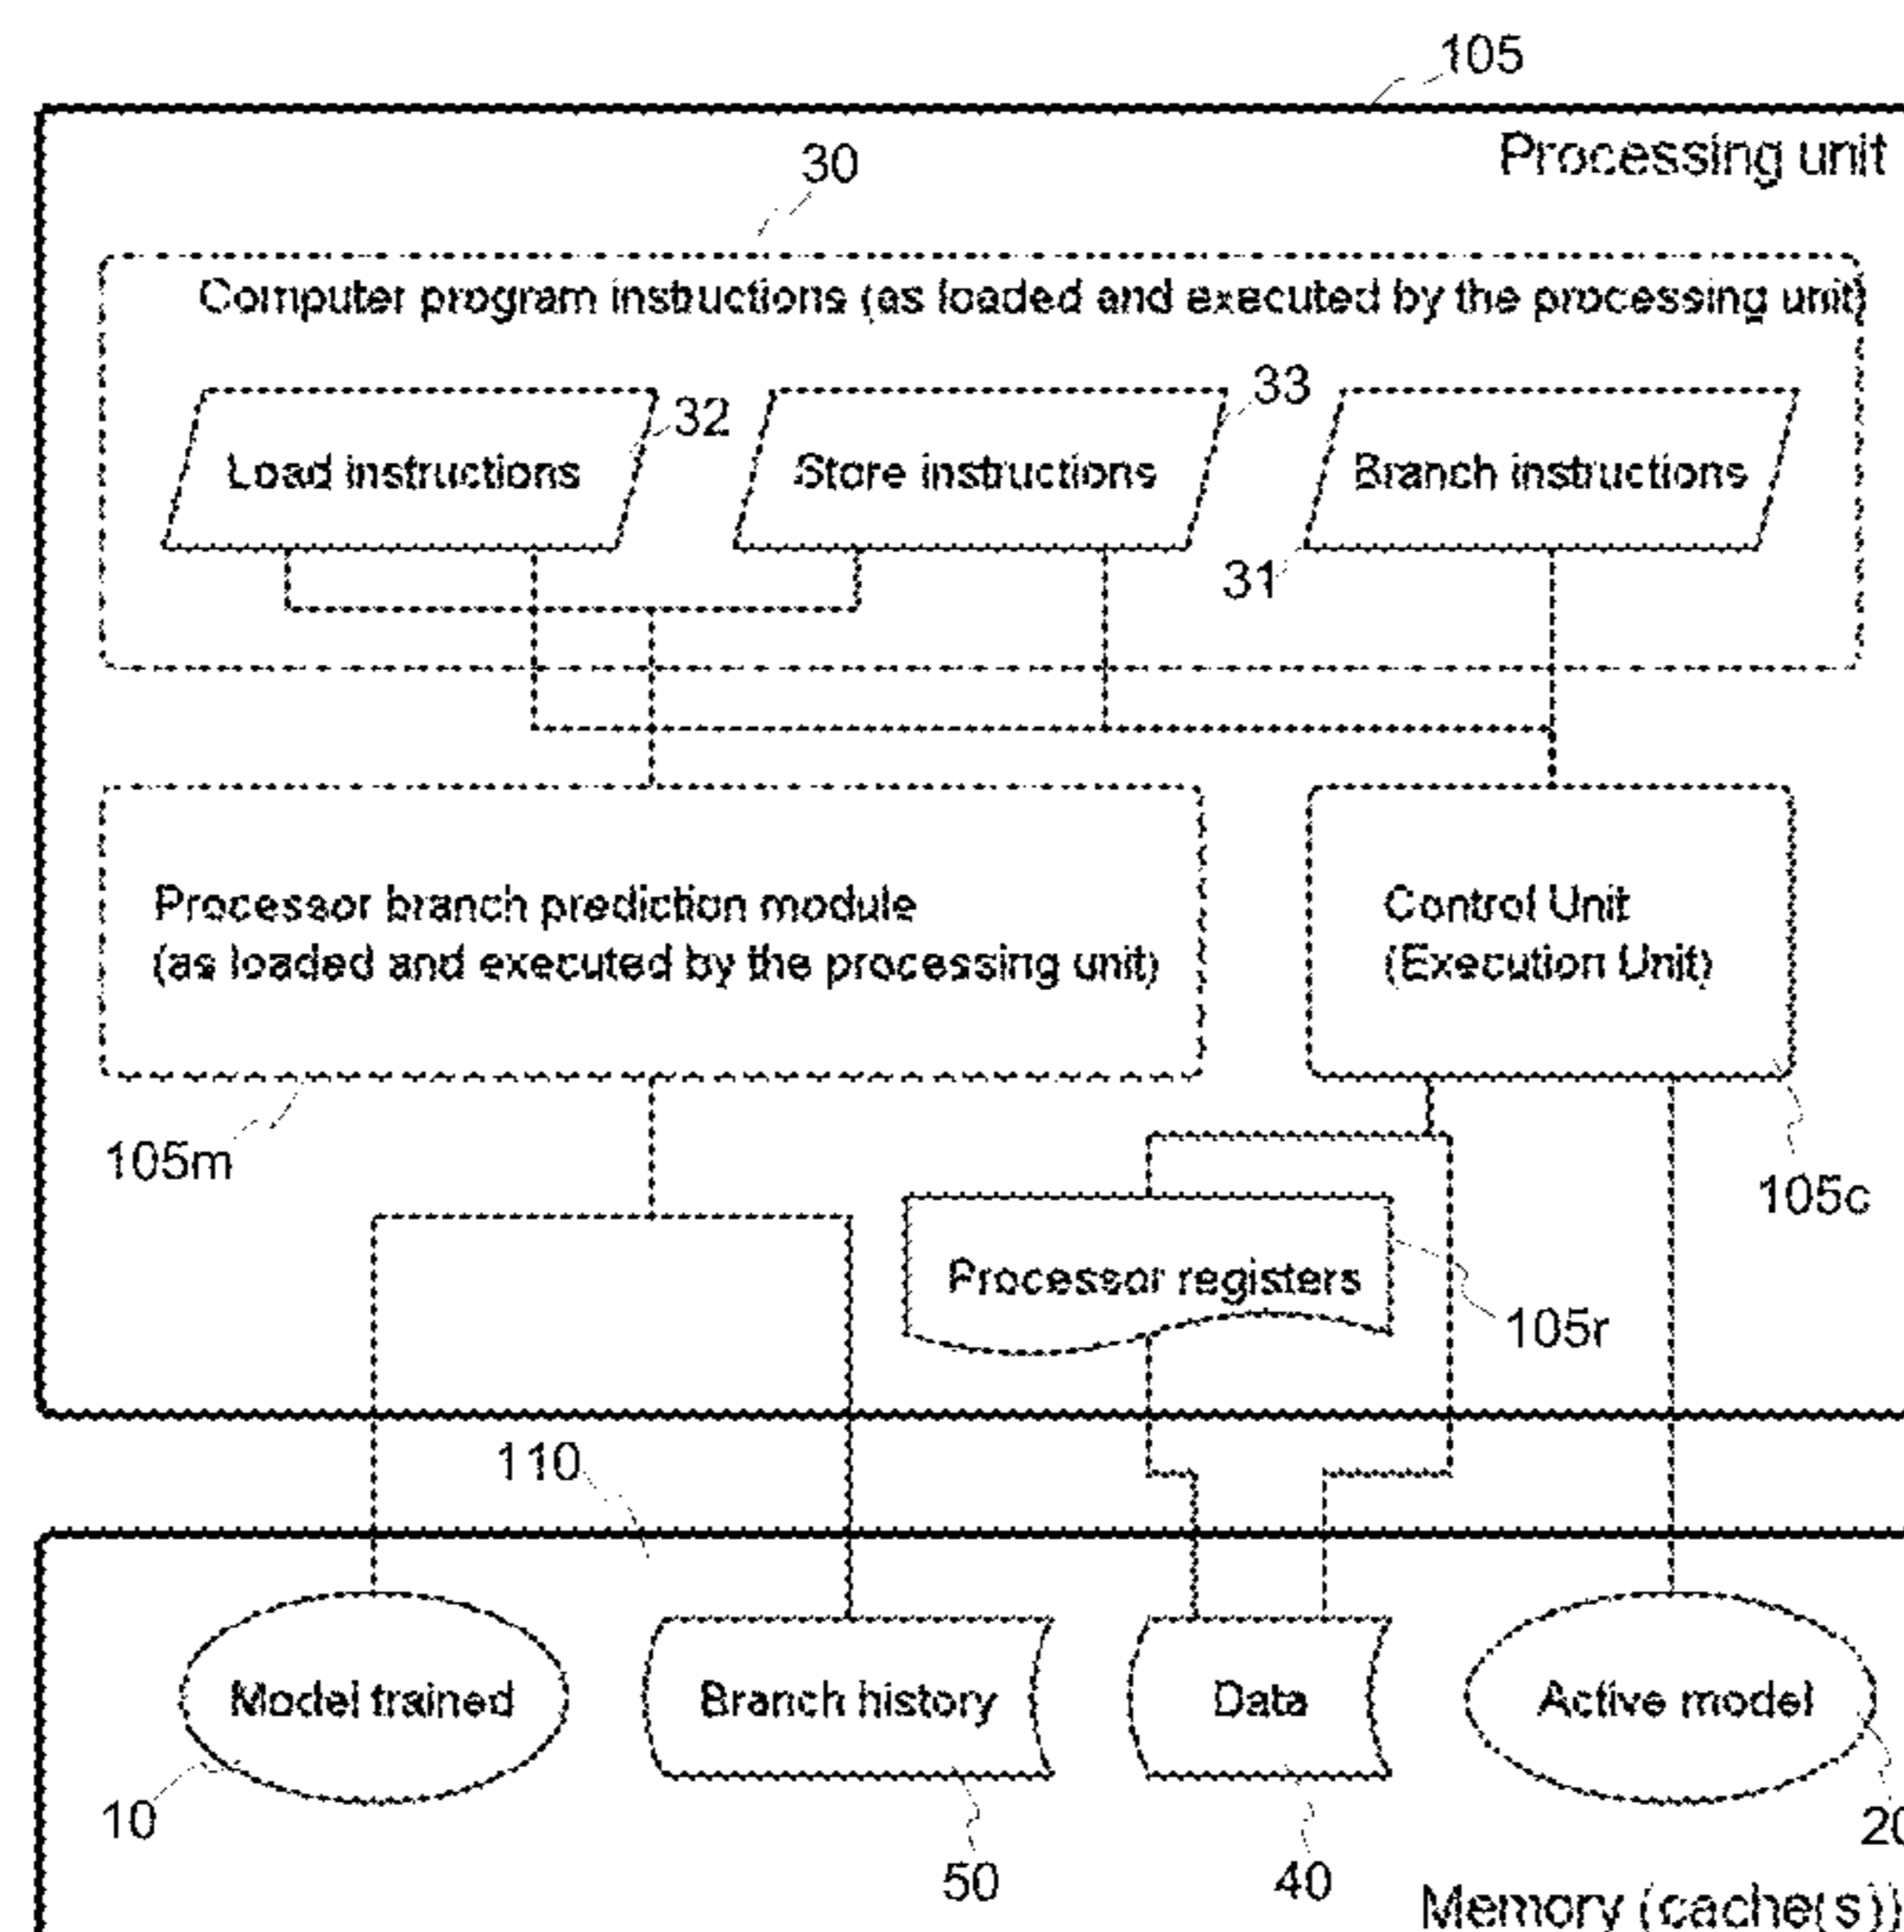 105
Processing unit
30
Computer program instructions (as loaded and executed by the processing unit)
32
33
Load instructions
Store instructions
Branch instructions
31
Processor branch prediction module
(as loaded and executed by the processing unit)
Control Unit
(Execution Unit)
105m
105c
Processor registers
105r
110
Model trained
Branch history
Data
Active model
10
20
50
40
Memory (cache(s))